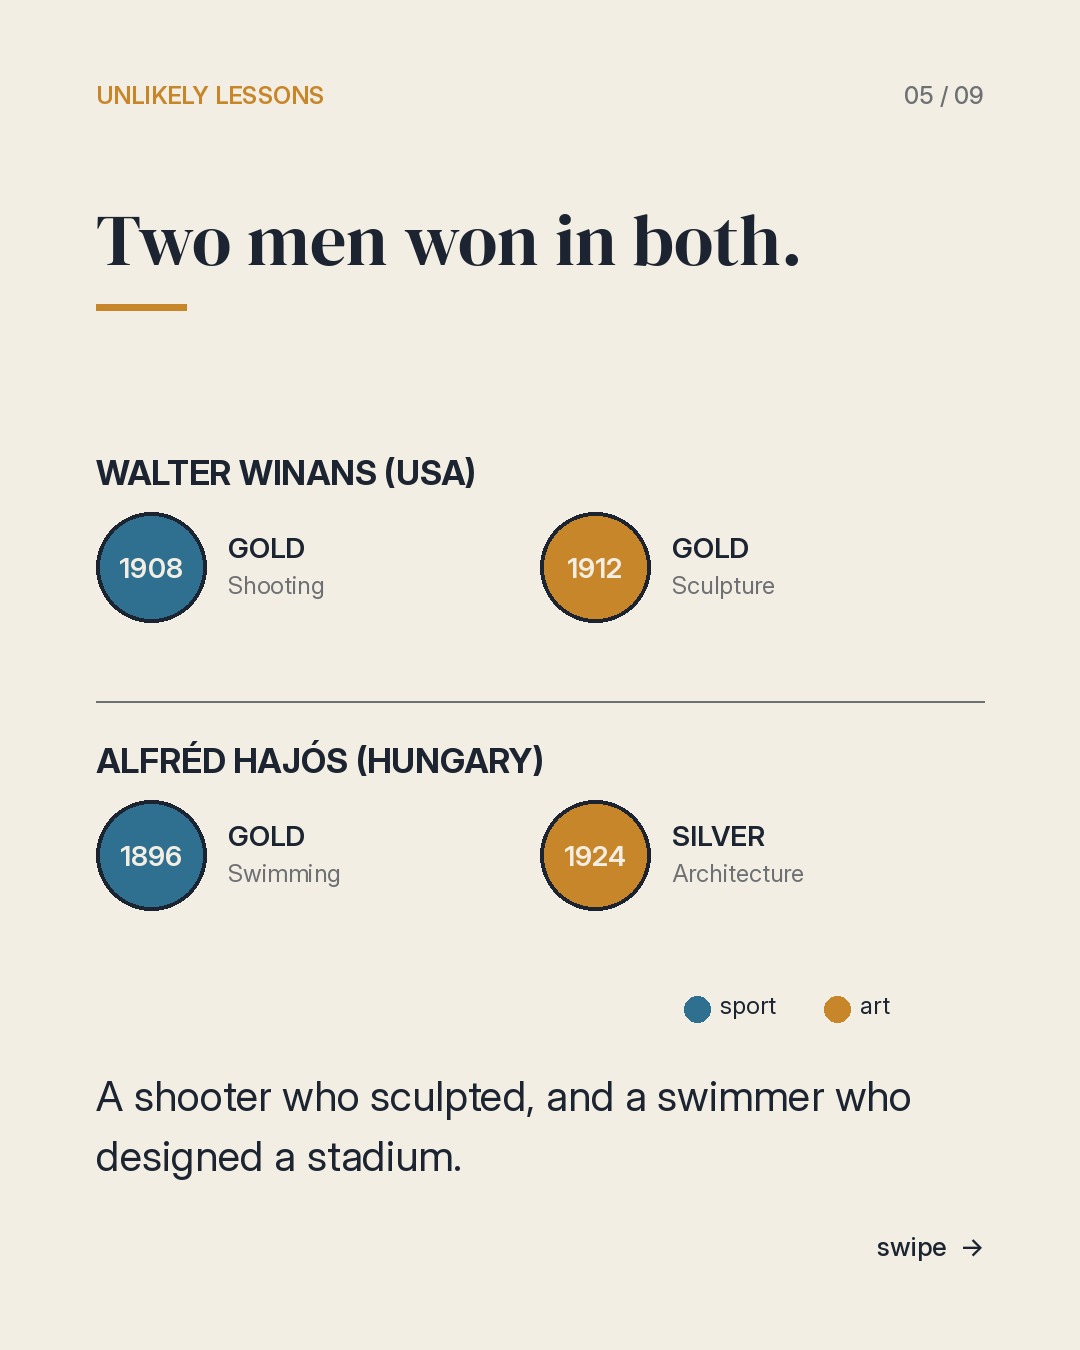 UNLIKELY LESSONS
05 / 09
Two men won in both.
WALTER WINANS (USA)
1908
GOLD
Shooting
1912
GOLD
Sculpture
ALFRÉD HAJÓS (HUNGARY)
1896
GOLD
Swimming
1924
SILVER
Architecture
sport
art
A shooter who sculpted, and a swimmer who
designed a stadium.
swipe →